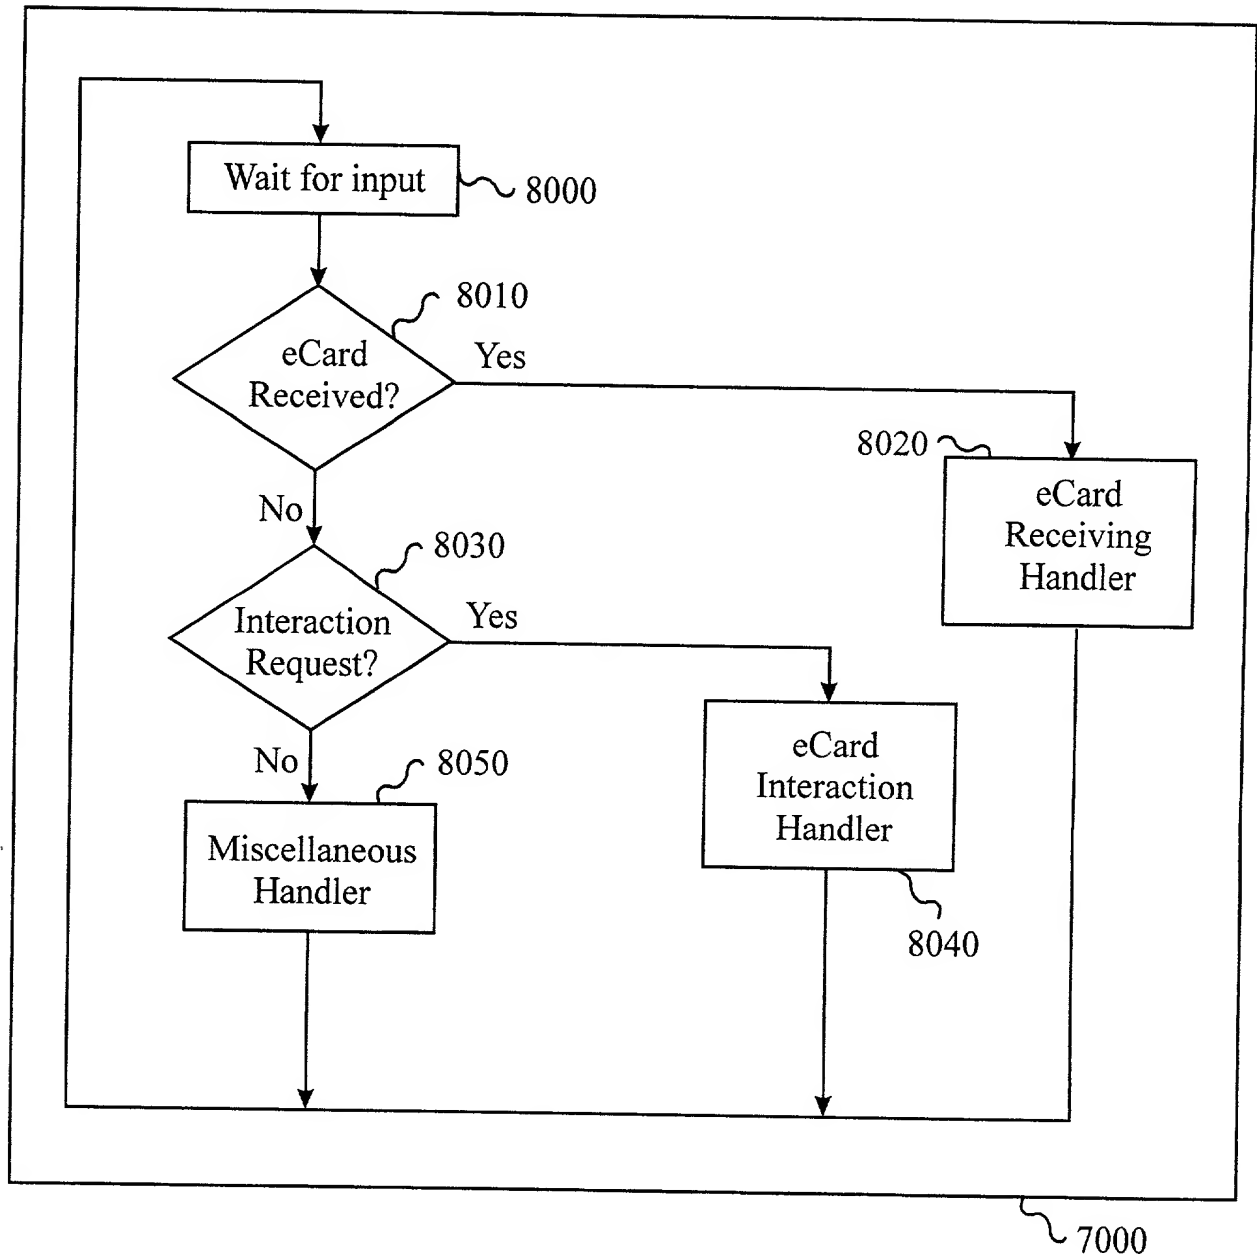 Wait for input
8000
8010
eCard
Received?
Yes
No
8020
eCard
Receiving
Handler
8030
Interaction
Request?
Yes
No
eCard
Interaction
Handler
8040
8050
Miscellaneous
Handler
7000